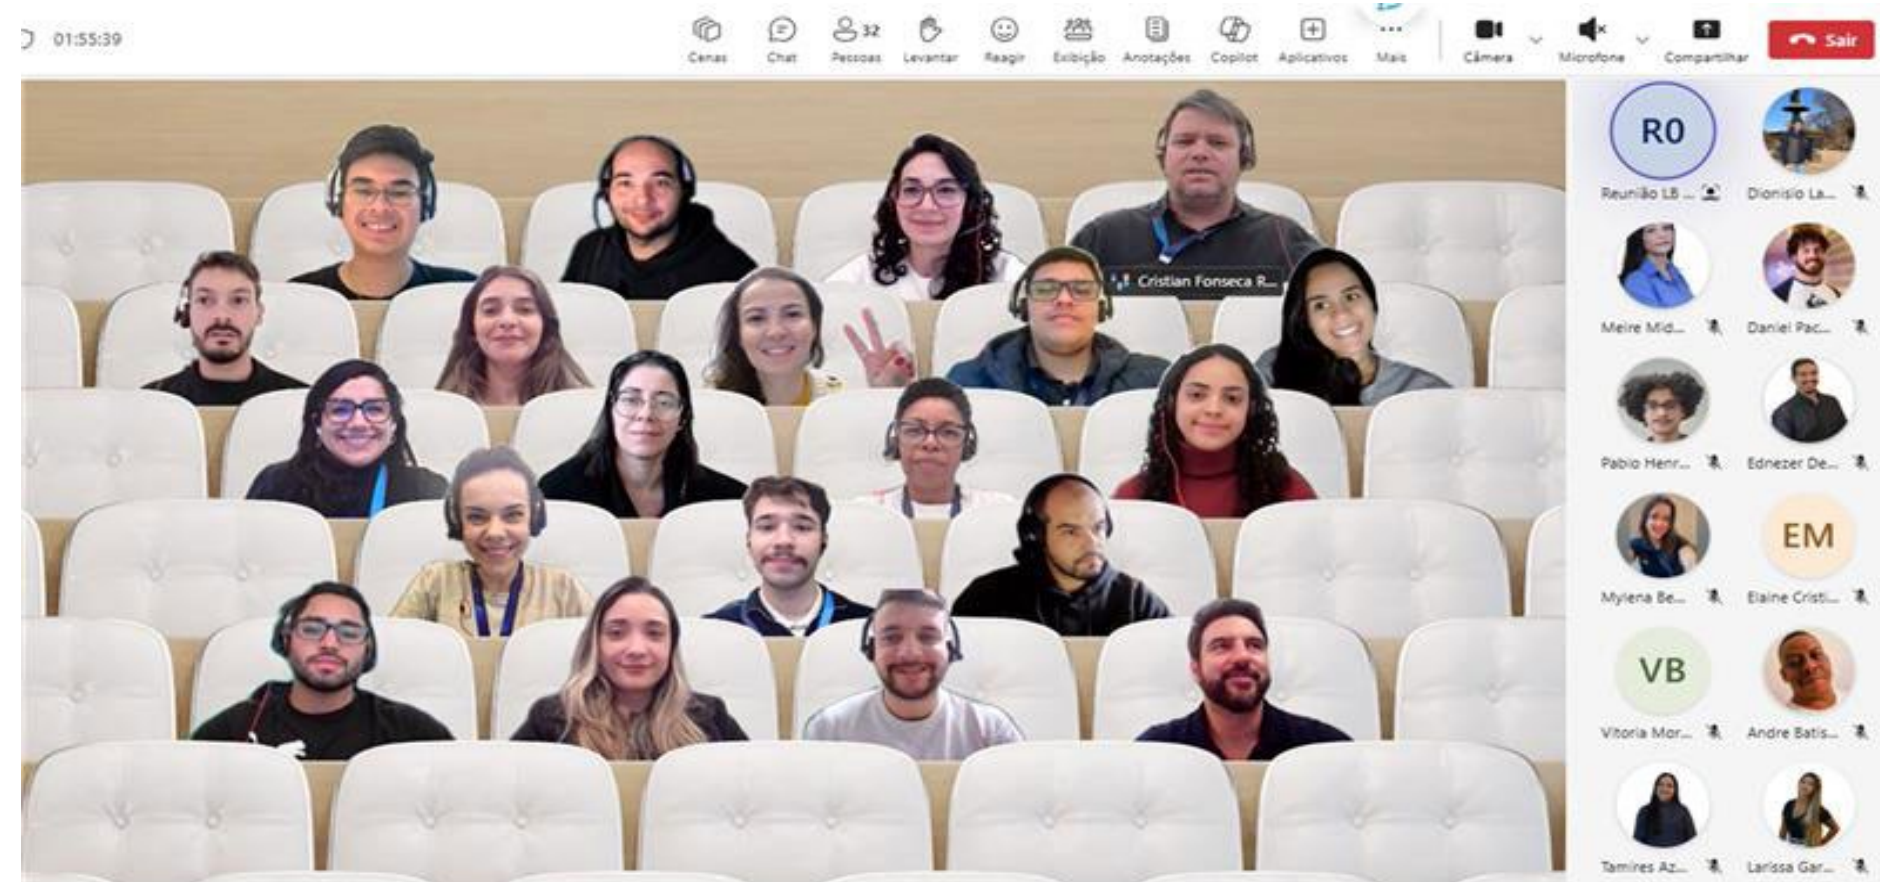 01:55:39
32
Cenas
Chat
Pessoas
Levantar
Reagir
Exibição
Anotações
Copilot
Aplicativos
Mais
Câmera
Microfone
Compartilhar
Sair
Cristian Fonseca R...
R0
Reunião LB ...
Dionisio La...
Meire Mid...
Daniel Pac...
Pablo Henr...
Ednezer De...
Mylena Be...
EM
Elaine Cristi...
VB
Vitoria Mor...
Andre Batis...
Tamires Az...
Larissa Gar...